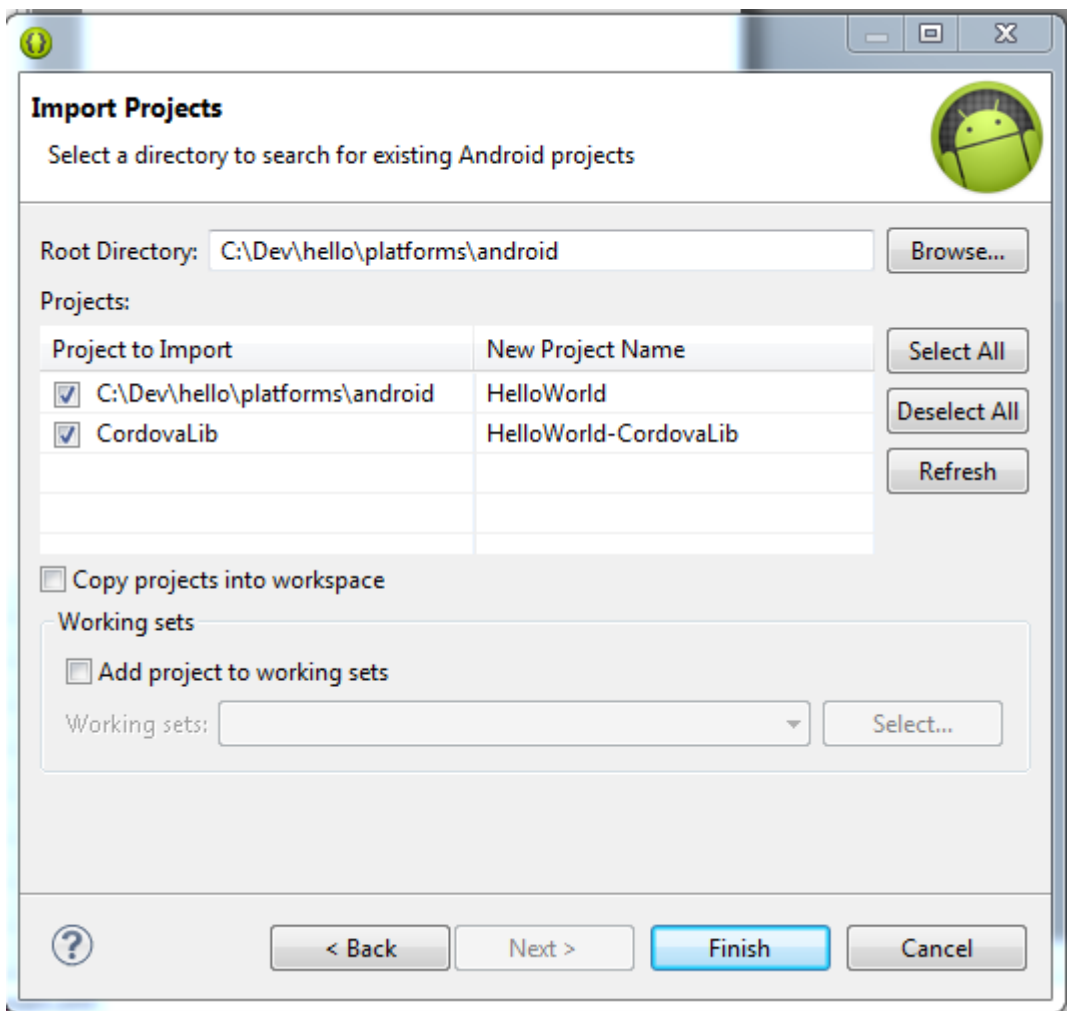 Import Projects
Select a directory to search for existing Android projects
Root Directory: C:\Dev\hello\platforms\android Browse...
Projects:
Project to Import New Project Name Select All
C:\Dev\hello\platforms\android HelloWorld
Deselect All
CordovaLib HelloWorld-CordovaLib
Refresh
Copy projects into workspace
Working sets
Add project to working sets
Working sets: Select...
? < Back Next > Finish Cancel